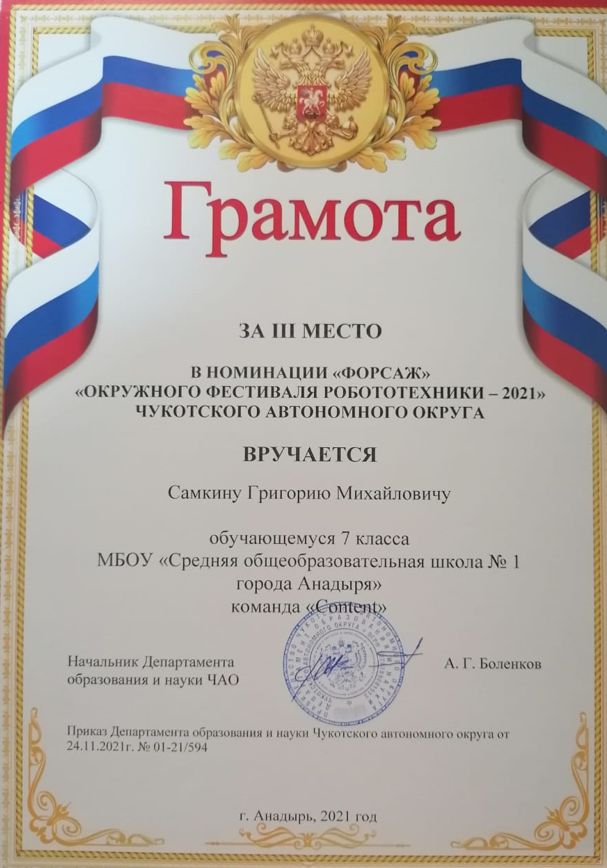 Грамота
ЗА III МЕСТО
В НОМИНАЦИИ «ФОРСАЖ»
«ОКРУЖНОГО ФЕСТИВАЛЯ РОБОТОТЕХНИКИ – 2021»
ЧУКОТСКОГО АВТОНОМНОГО ОКРУГА
ВРУЧАЕТСЯ
Самкину Григорию Михайловичу
обучающемуся 7 класса
МБОУ «Средняя общеобразовательная школа № 1
города Анадыря»
команда «Content»
Начальник Департамента
образования и науки ЧАО
А. Г. Боленков
Приказ Департамента образования и науки Чукотского автономного округа от
24.11.2021г. № 01-21/594
г. Анадырь, 2021 год